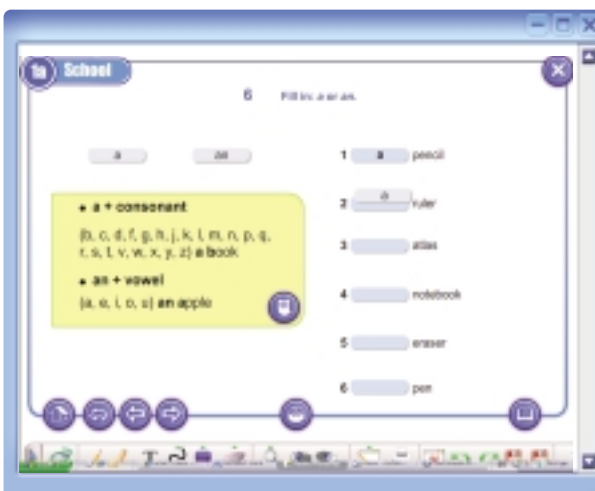 1a School
6 Fill in: a or an.
a an
• a + consonant
(b, c, d, f, g, h, j, k, l, m, n, p, q,
r, s, t, v, w, x, y, z) a book
• an + vowel
(a, e, i, o, u) an apple
1 a pencil
2 a ruler
3 atlas
4 notebook
5 eraser
6 pen